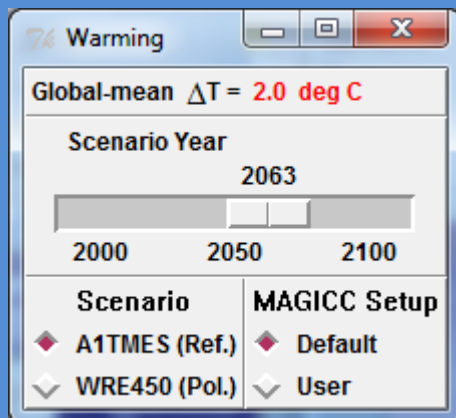 Warming
Global-mean ΔT = 2.0 deg C
Scenario Year
2063
2000 2050 2100
Scenario
A1TMES (Ref.)
WRE450 (Pol.)
MAGICC Setup
Default
User